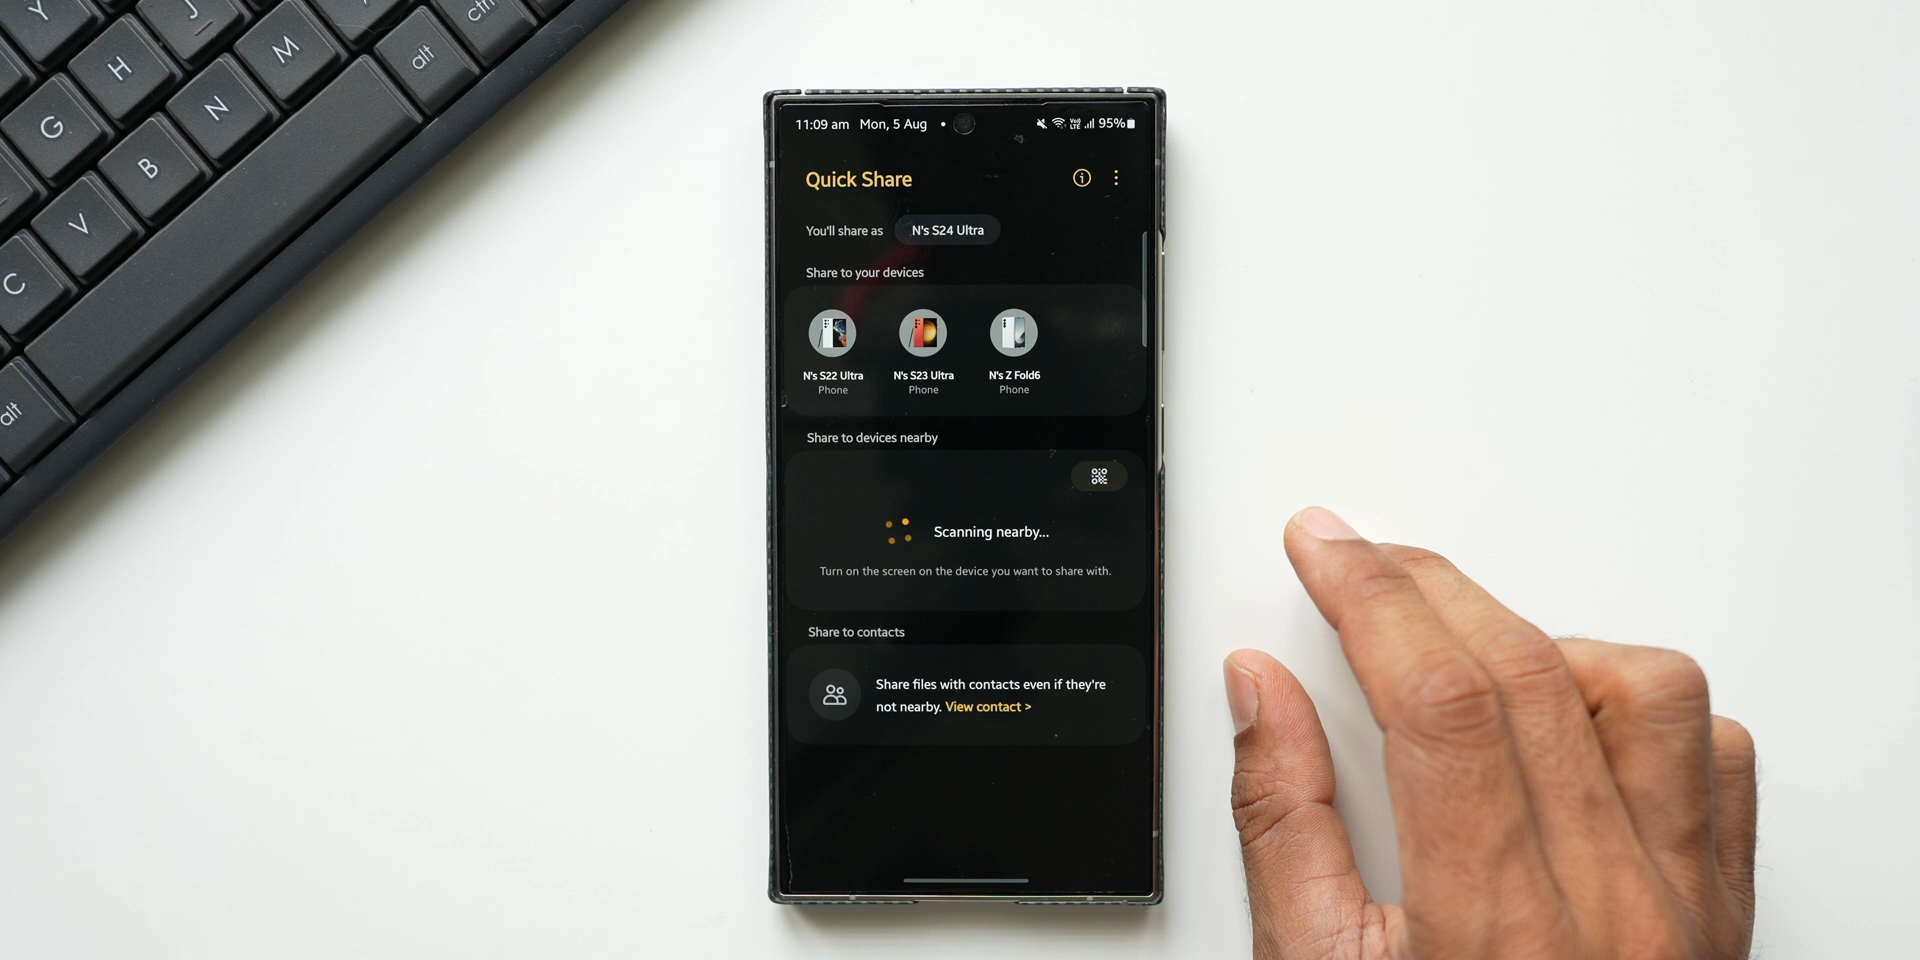 Y
J
ctrl
H
M
alt
G
N
B
V
C
alt
11:09 am Mon, 5 Aug
Vo)
LTE
95%
Quick Share
You'll share as N's S24 Ultra
Share to your devices
N's S22 Ultra N's S23 Ultra N's Z Fold6
Phone Phone Phone
Share to devices nearby
Scanning nearby...
Turn on the screen on the device you want to share with.
Share to contacts
Share files with contacts even if they're
not nearby. View contact >